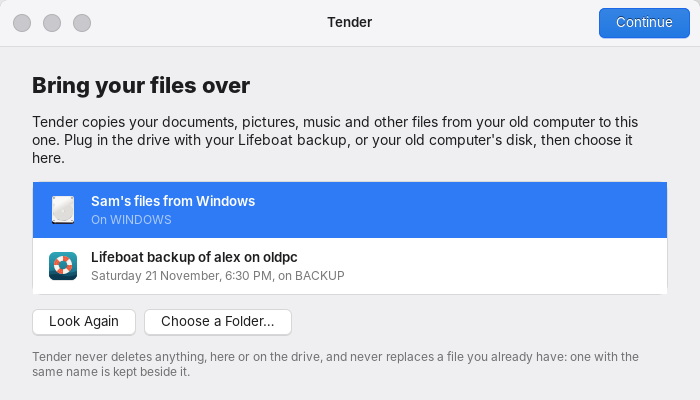 Tender
Continue
Bring your files over
Tender copies your documents, pictures, music and other files from your old computer to this
one. Plug in the drive with your Lifeboat backup, or your old computer's disk, then choose it
here.
Sam's files from Windows
On WINDOWS
Lifeboat backup of alex on oldpc
Saturday 21 November, 6:30 PM, on BACKUP
Look Again
Choose a Folder...
Tender never deletes anything, here or on the drive, and never replaces a file you already have: one with the
same name is kept beside it.